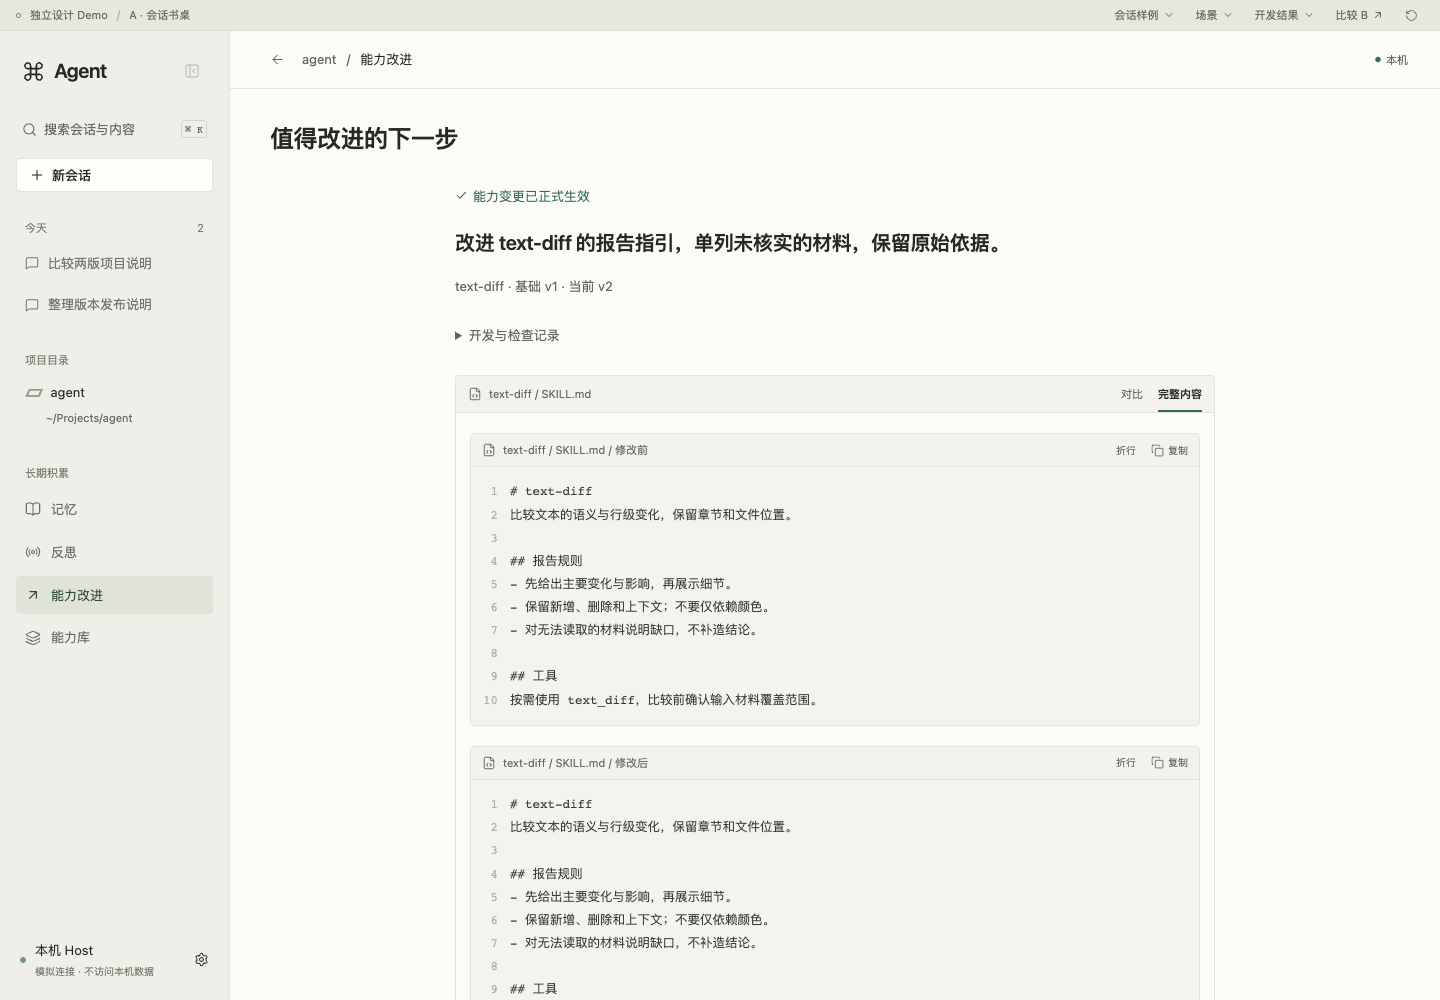 独立设计 Demo / A · 会话书桌
会话样例 场景 开发结果 比较 B
Agent
搜索会话与内容 ⌘ K
新会话
今天 2
比较两版项目说明
整理版本发布说明
项目目录
agent
~/Projects/agent
长期积累
记忆
反思
能力改进
能力库
本机 Host
模拟连接 · 不访问本机数据
agent / 能力改进
本机
值得改进的下一步
能力变更已正式生效
改进 text-diff 的报告指引，单列未核实的材料，保留原始依据。
text-diff · 基础 v1 · 当前 v2
开发与检查记录
text-diff / SKILL.md 对比 完整内容
text-diff / SKILL.md / 修改前 折行 复制
1 # text-diff
2 比较文本的语义与行级变化，保留章节和文件位置。
3
4 ## 报告规则
5 - 先给出主要变化与影响，再展示细节。
6 - 保留新增、删除和上下文；不要仅依赖颜色。
7 - 对无法读取的材料说明缺口，不补造结论。
8
9 ## 工具
10 按需使用 text_diff，比较前确认输入材料覆盖范围。
text-diff / SKILL.md / 修改后 折行 复制
1 # text-diff
2 比较文本的语义与行级变化，保留章节和文件位置。
3
4 ## 报告规则
5 - 先给出主要变化与影响，再展示细节。
6 - 保留新增、删除和上下文；不要仅依赖颜色。
7 - 对无法读取的材料说明缺口，不补造结论。
8
9 ## 工具